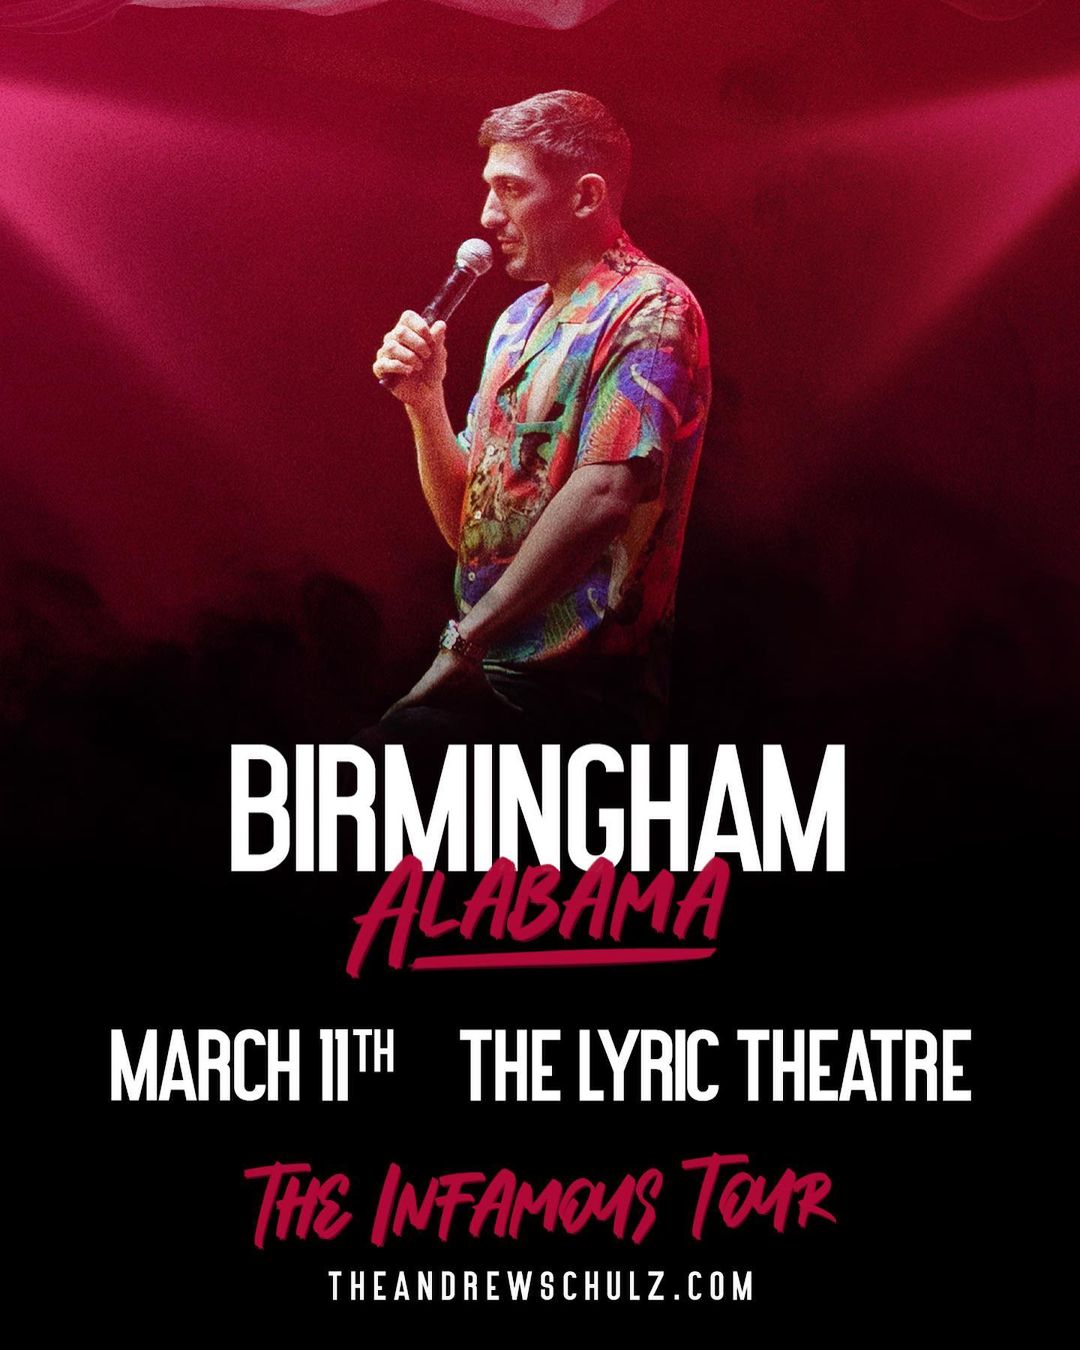 BIRMINGHAM
ALABAMA
MARCH 11TH THE LYRIC THEATRE
THE INFAMOUS TOUR
THEANDREWSCHULZ.COM